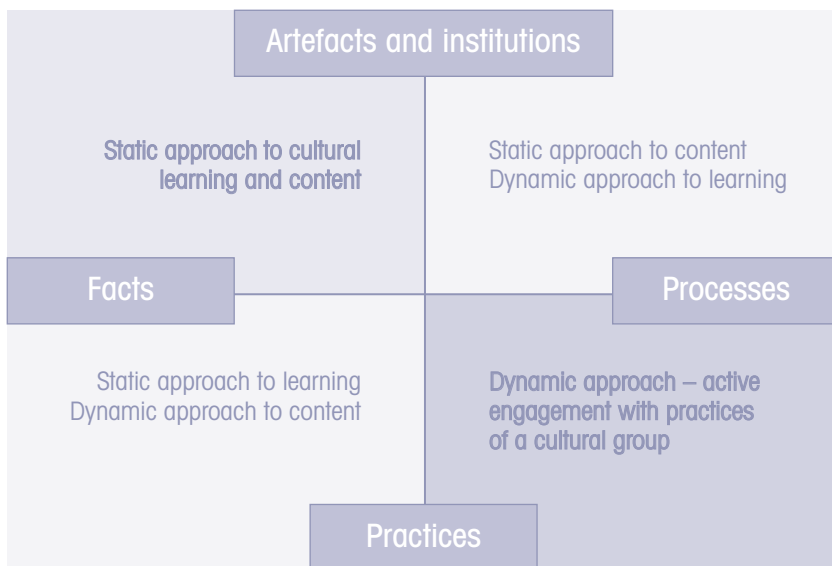 Artefacts and institutions
Static approach to cultural
learning and content
Static approach to content
Dynamic approach to learning
Facts
Processes
Static approach to learning
Dynamic approach to content
Dynamic approach – active
engagement with practices
of a cultural group
Practices